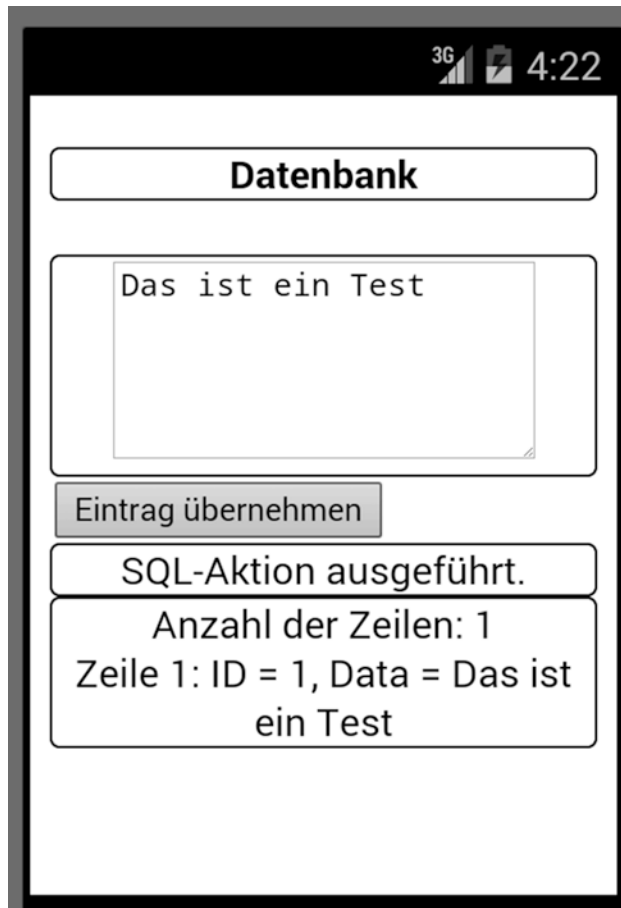 3G 4:22
Datenbank
Das ist ein Test
Eintrag übernehmen
SQL-Aktion ausgeführt.
Anzahl der Zeilen: 1
Zeile 1: ID = 1, Data = Das ist
ein Test